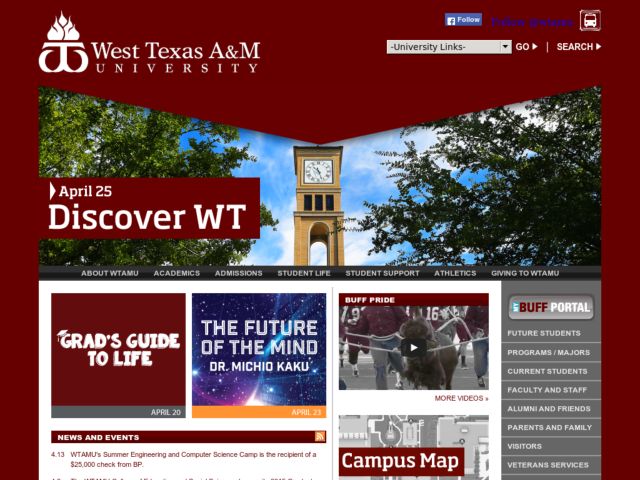 Follow
West Texas A&M
UNIVERSITY
-University Links-
GO
|
SEARCH
April 25
Discover WT
ABOUT WTAMU
ACADEMICS
ADMISSIONS
STUDENT LIFE
STUDENT SUPPORT
ATHLETICS
GIVING TO WTAMU
GRAD'S GUIDE
TO LIFE
APRIL 20
THE FUTURE
OF THE MIND
DR. MICHIO KAKU
APRIL 23
BUFF PRIDE
MORE VIDEOS »
Campus Map
BUFF PORTAL
FUTURE STUDENTS
PROGRAMS / MAJORS
CURRENT STUDENTS
FACULTY AND STAFF
ALUMNI AND FRIENDS
PARENTS AND FAMILY
VISITORS
VETERANS SERVICES
NEWS AND EVENTS
4.13 WTAMU's Summer Engineering and Computer Science Camp is the recipient of a
$25,000 check from BP.